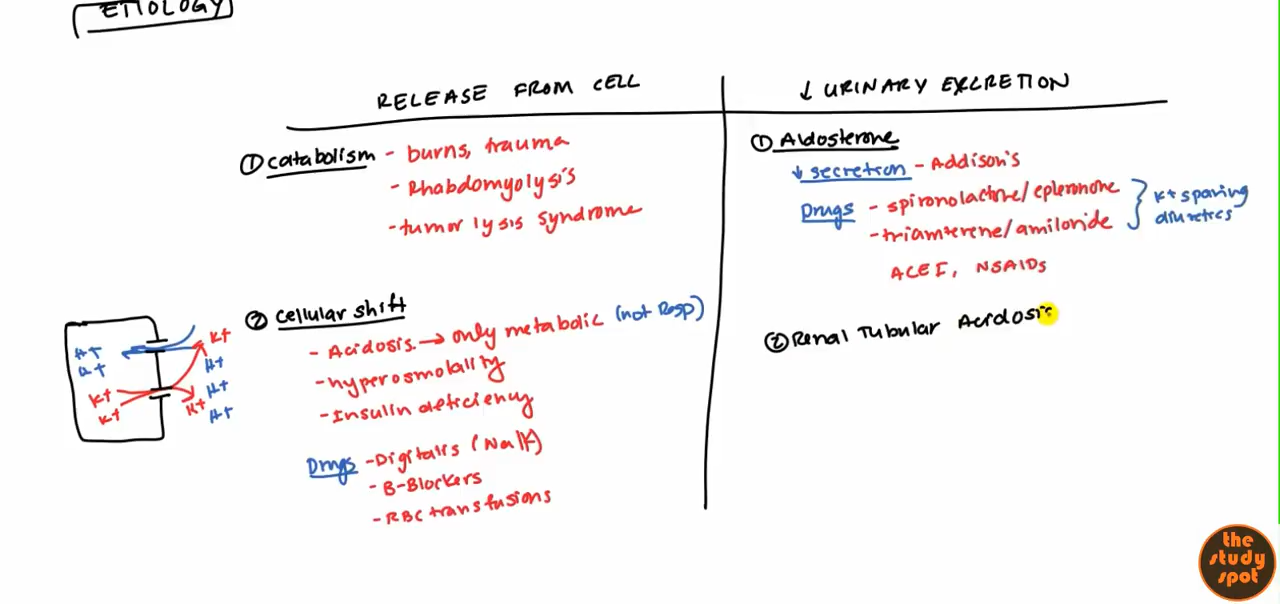 ETIOLOGY
RELEASE FROM CELL
① Catabolism - burns, trauma
- Rhabdomyolysis
- tumor lysis syndrome
② Cellular shift
- Acidosis. → only metabolic (not Resp)
- hyperosmolality
- Insulin deficiency
Drugs - Digitalis (Na/K)
- B-Blockers
- RBC transfusions
H+
H+
K+
K+
K+
H+
H+
K+
H+
↓ URINARY EXCRETION
① Aldosterone
↓ secretion - Addison's
Drugs - spironolactone/eplerenone } K+ sparing
- triamterene/amiloride diuretics
ACEI, NSAIDs
② Renal Tubular Acidosis
the
study
spot